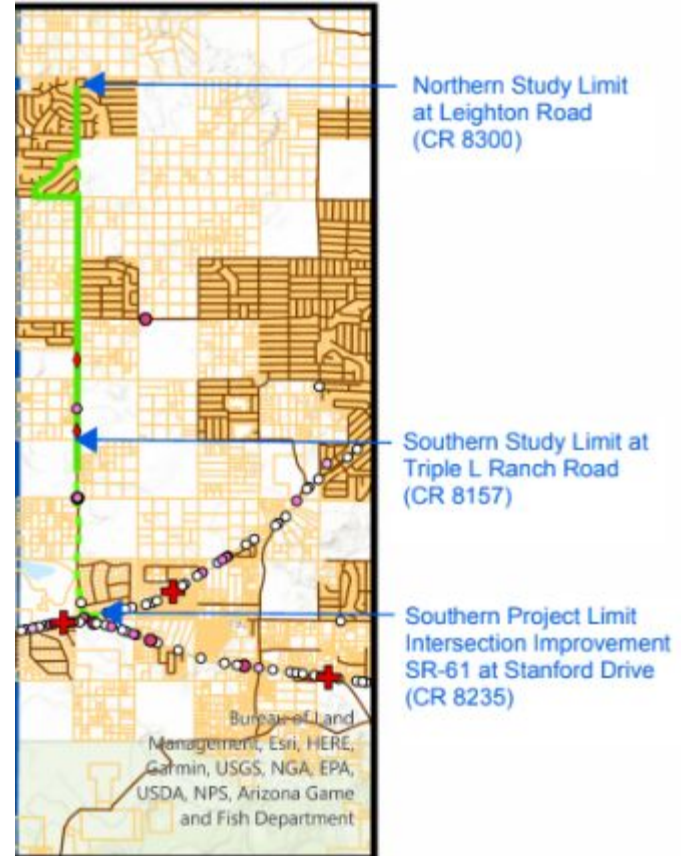 Northern Study Limit
at Leighton Road
(CR 8300)
Southern Study Limit at
Triple L Ranch Road
(CR 8157)
Southern Project Limit
Intersection Improvement
SR-61 at Stanford Drive
(CR 8235)
Bureau of Land
Management, Esri, HERE,
Garmin, USGS, NGA, EPA,
USDA, NPS, Arizona Game
and Fish Department